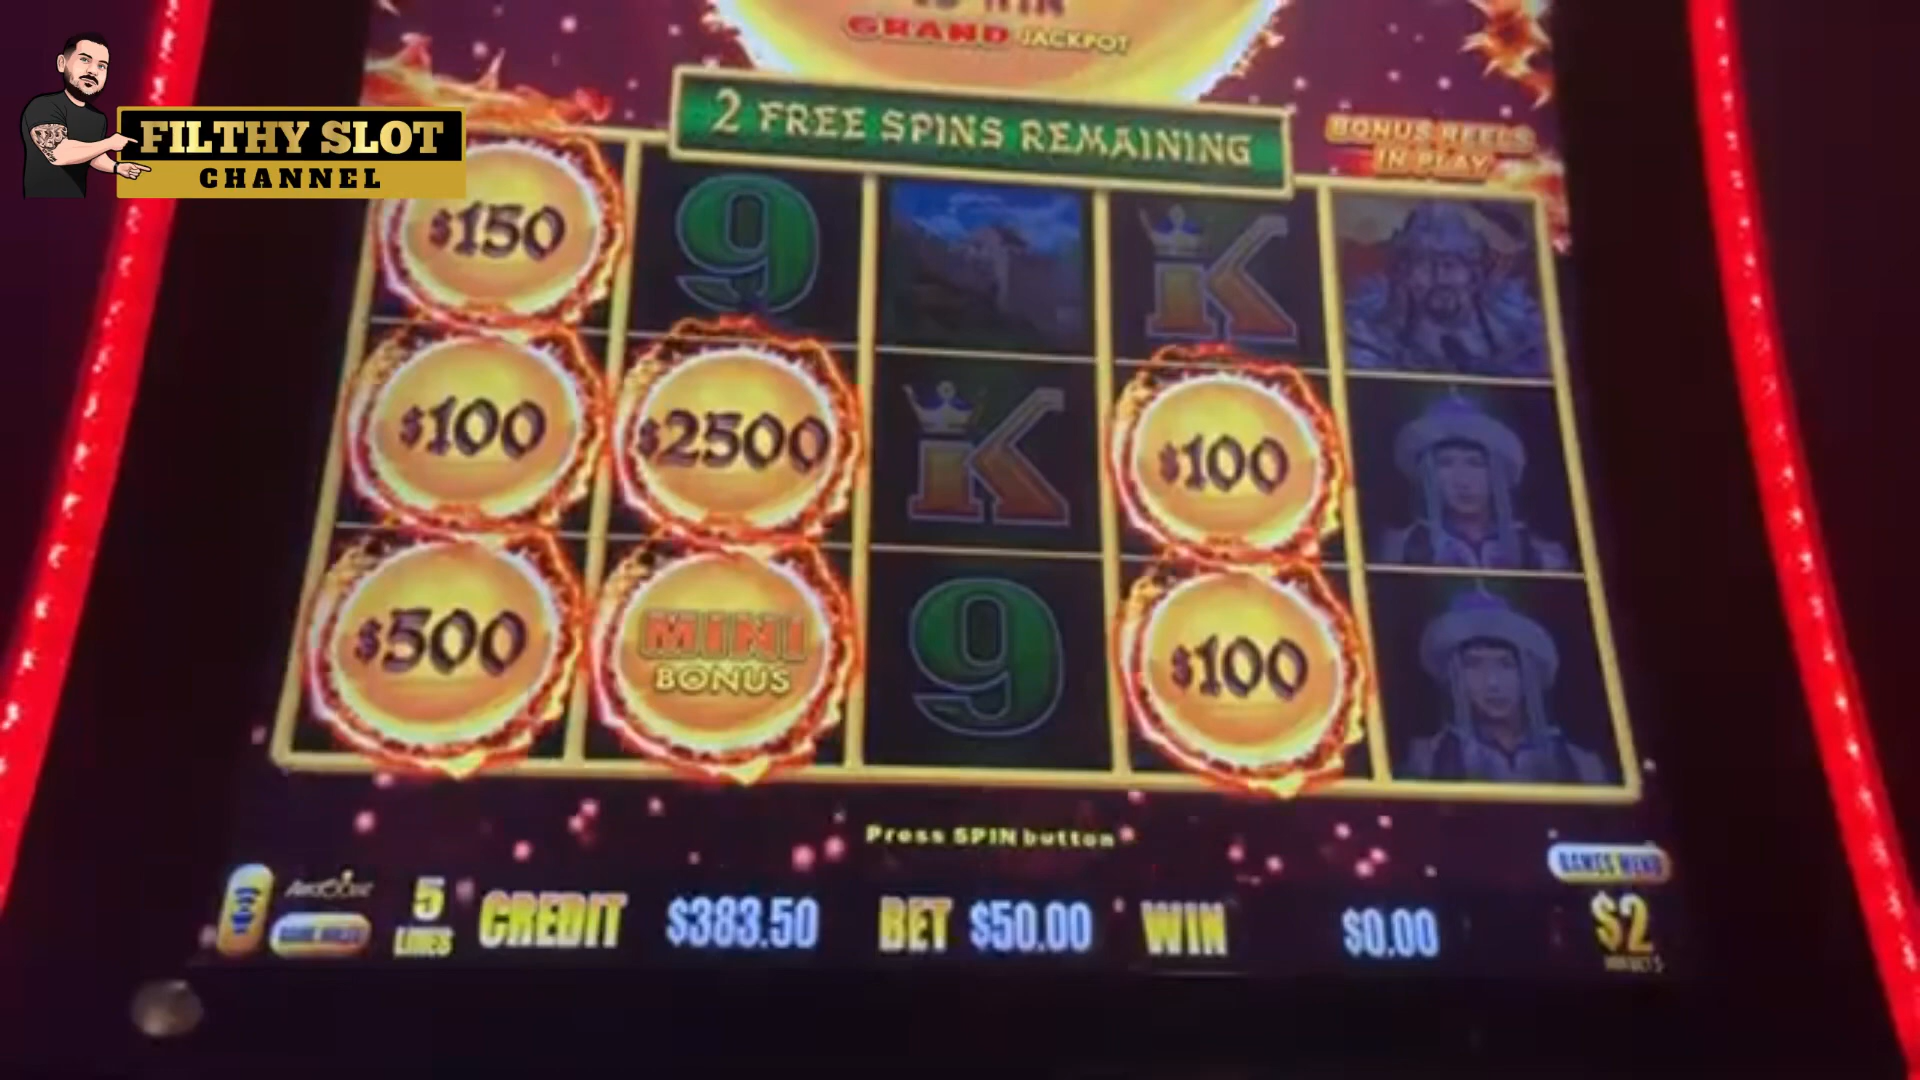 GRAND JACKPOT
2 FREE SPINS REMAINING
BONUS REELS
IN PLAY
FILTHY SLOT
CHANNEL
$150
9
K
$100
$2500
K
$100
$500
MINI
BONUS
9
$100
Press SPIN button
GAMES MENU
5
LINES
CREDIT $383.50
BET $50.00
WIN $0.00
$2